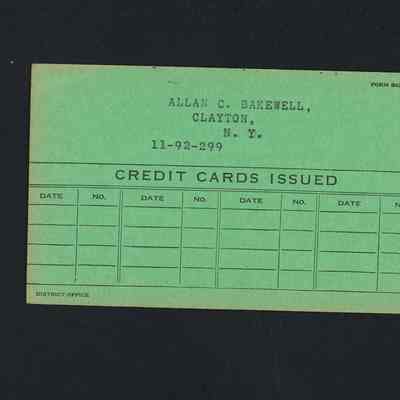 FORM
ALLAN C. BAKEWELL,
CLAYTON,
N. Y.
11-92-299
CREDIT CARDS ISSUED
DATE NO. DATE NO. DATE NO. DATE N
DISTRICT OFFICE